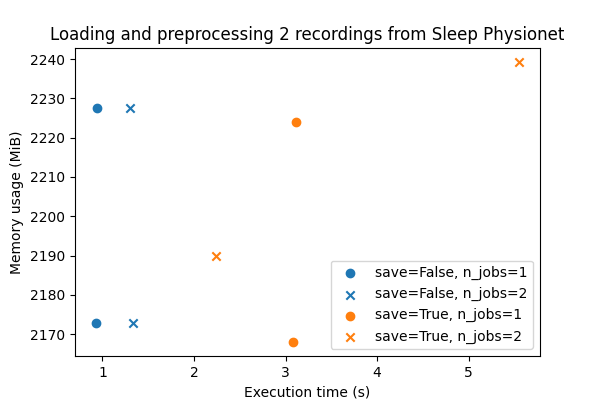 Loading and preprocessing 2 recordings from Sleep Physionet
2240
2230
2220
2210
2200
2190
2180
2170
Memory usage (MiB)
save=False, n_jobs=1
save=False, n_jobs=2
save=True, n_jobs=1
save=True, n_jobs=2
1 2 3 4 5
Execution time (s)